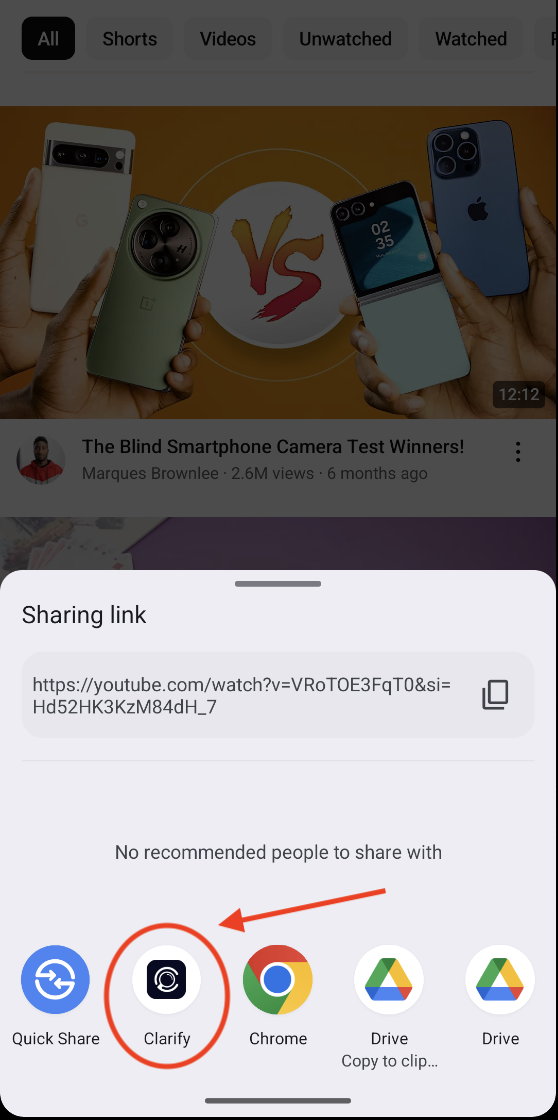 All Shorts Videos Unwatched Watched
VS
02
35
12:12
The Blind Smartphone Camera Test Winners!
Marques Brownlee · 2.6M views · 6 months ago
Sharing link
https://youtube.com/watch?v=VRoTOE3FqT0&si=
Hd52HK3KzM84dH_7
No recommended people to share with
Quick Share Clarify Chrome Drive Drive
Copy to clip...